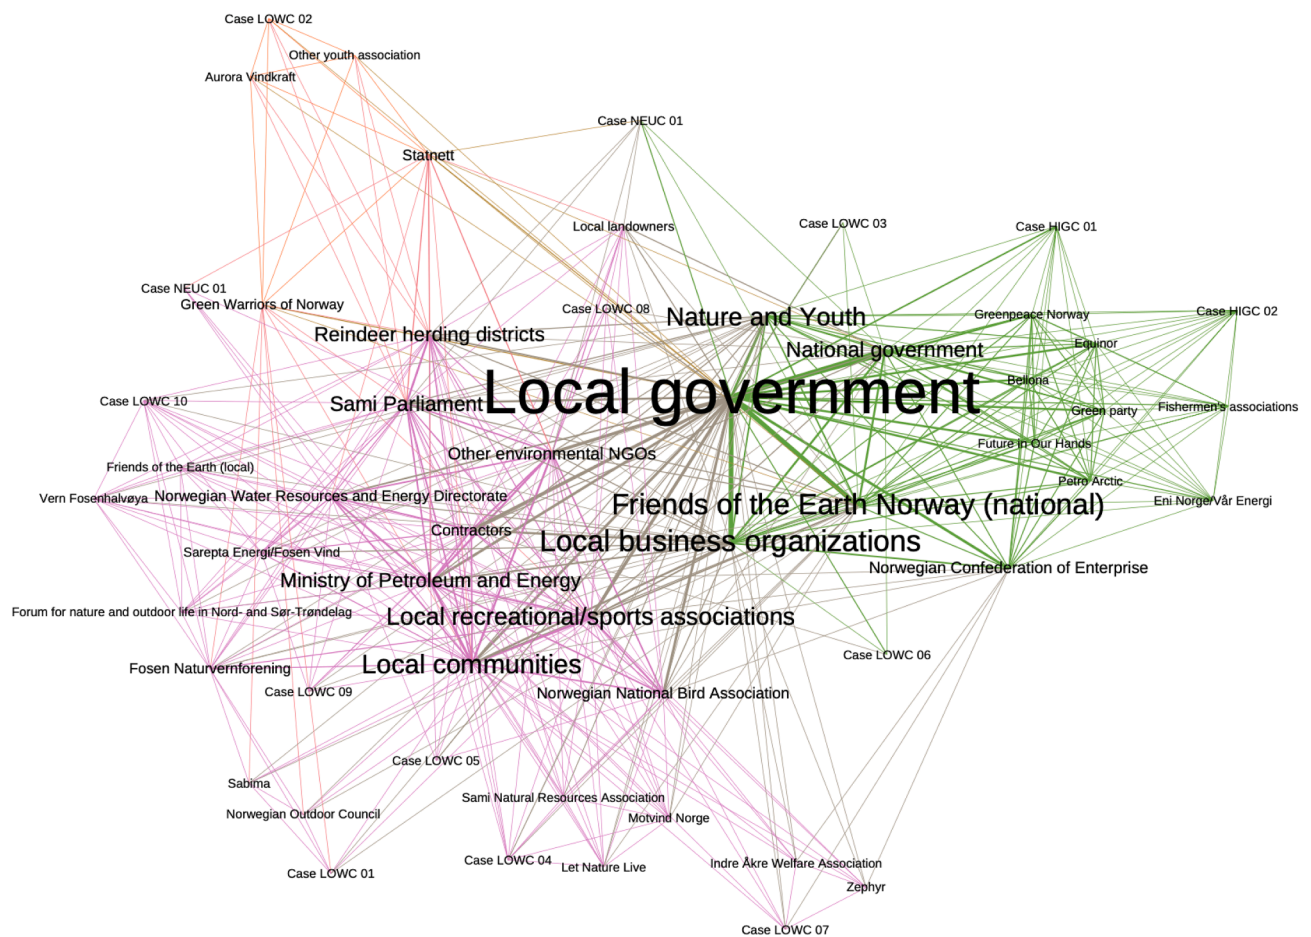 Case LOWC 02
Other youth association
Aurora Vindkraft
Case NEUC 01
Statnett
Case LOWC 03
Local landowners
Case HIGC 01
Case NEUC 01
Green Warriors of Norway
Case LOWC 08
Nature and Youth
Greenpeace Norway
Case HIGC 02
Reindeer herding districts
National government
Equinor
Bellona
Local government
Case LOWC 10
Sami Parliament
Green party
Fishermen's associations
Future in Our Hands
Other environmental NGOs
Friends of the Earth (local)
Petro Arctic
Vern Fosenhalvøya
Norwegian Water Resources and Energy Directorate
Friends of the Earth Norway (national)
Eni Norge/Vår Energi
Contractors
Local business organizations
Sarepta Energi/Fosen Vind
Norwegian Confederation of Enterprise
Ministry of Petroleum and Energy
Forum for nature and outdoor life in Nord- and Sør-Trøndelag
Local recreational/sports associations
Case LOWC 06
Fosen Naturvernforening
Local communities
Case LOWC 09
Norwegian National Bird Association
Case LOWC 05
Sabima
Sami Natural Resources Association
Norwegian Outdoor Council
Motvind Norge
Case LOWC 04
Indre Åkre Welfare Association
Let Nature Live
Case LOWC 01
Zephyr
Case LOWC 07